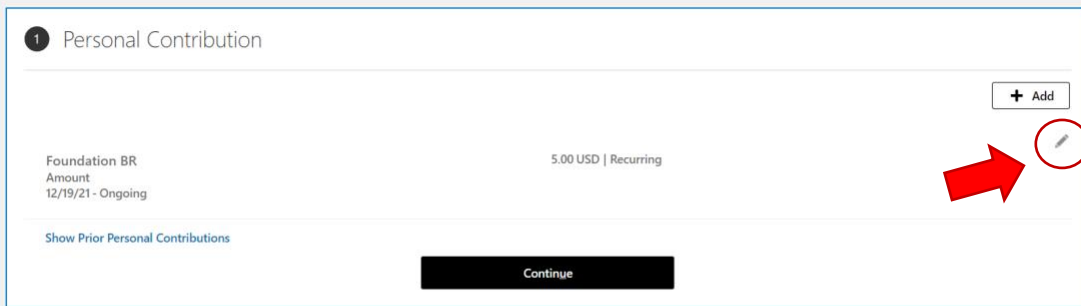 1 Personal Contribution
+ Add
Foundation BR
5.00 USD | Recurring
Amount
12/19/21 - Ongoing
Show Prior Personal Contributions
Continue